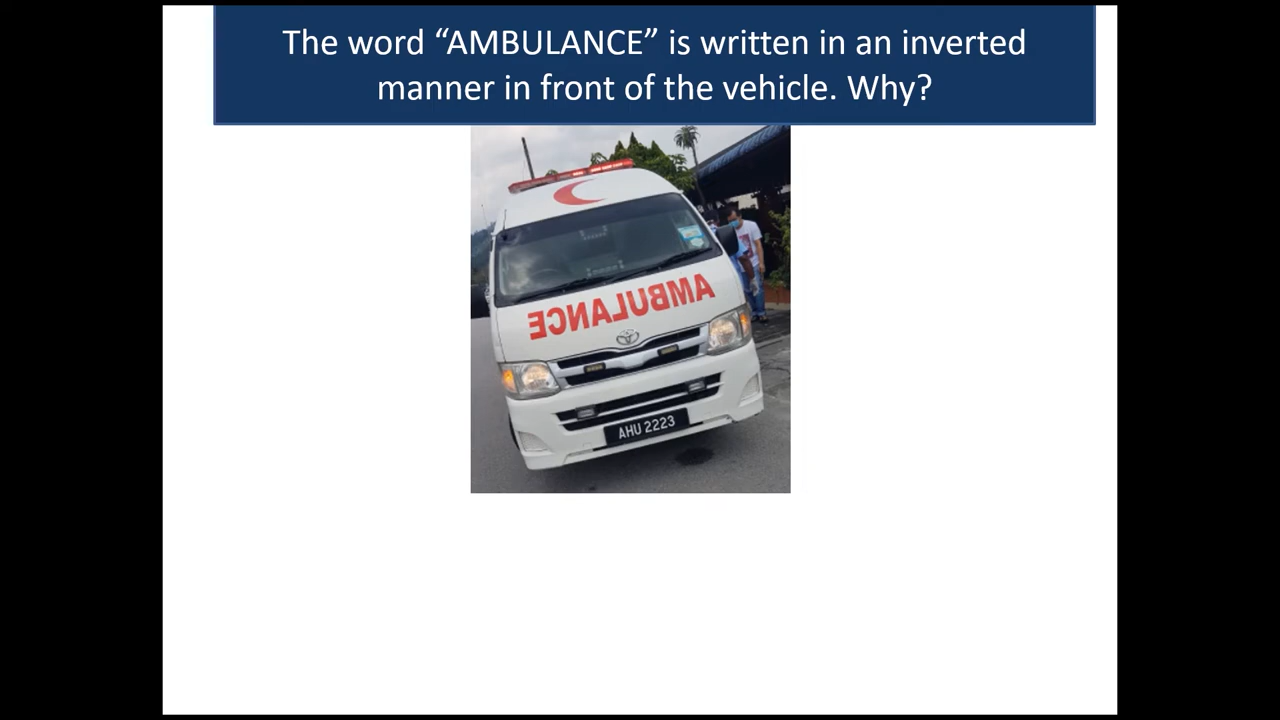 The word “AMBULANCE” is written in an inverted
manner in front of the vehicle. Why?
AMBULANCE
AHU 2223